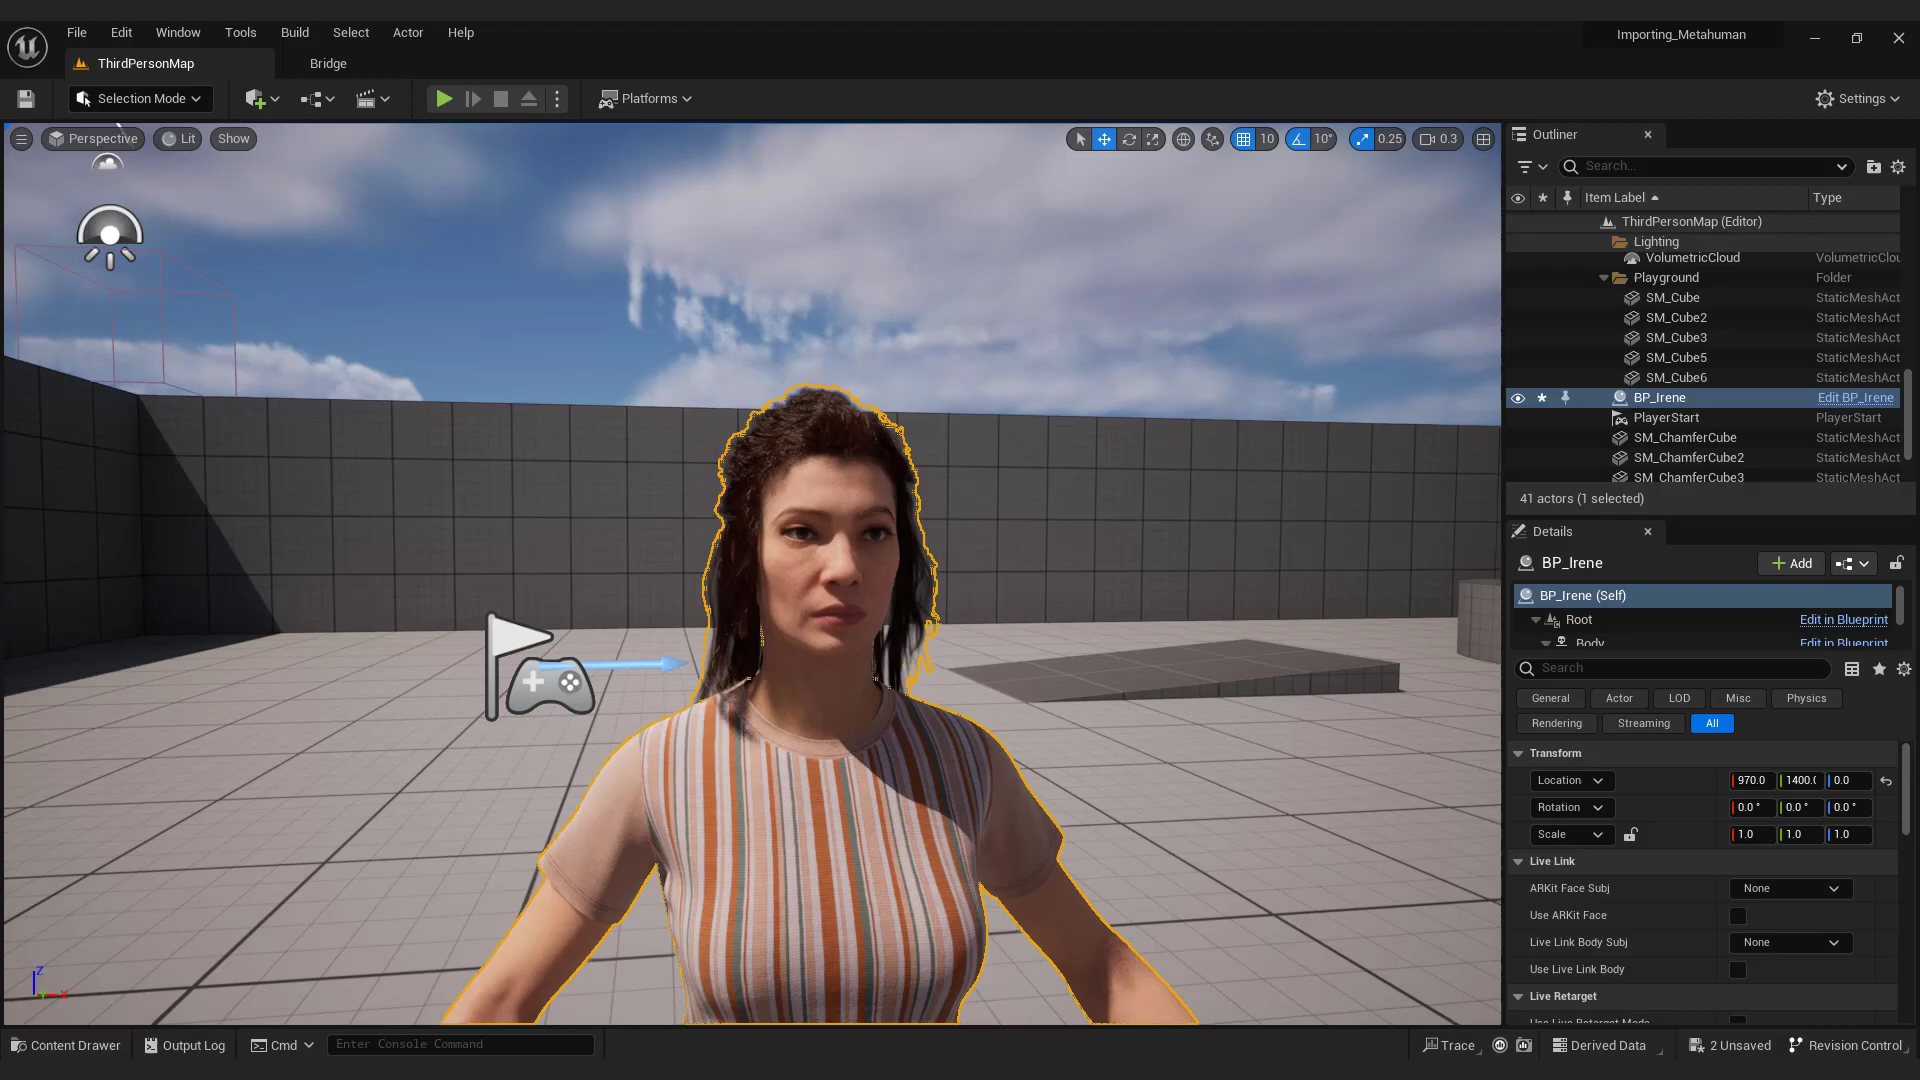 File Edit Window Tools Build Select Actor Help
Importing_Metahuman
ThirdPersonMap
Bridge
Selection Mode
Platforms
Settings
Perspective
Lit
Show
10
10°
0.25
0.3
Outliner
Search...
Item Label
Type
ThirdPersonMap (Editor)
Lighting
VolumetricCloud VolumetricClou
Playground Folder
SM_Cube StaticMeshAct
SM_Cube2 StaticMeshAct
SM_Cube3 StaticMeshAct
SM_Cube5 StaticMeshAct
SM_Cube6 StaticMeshAct
BP_Irene Edit BP_Irene
PlayerStart PlayerStart
SM_ChamferCube StaticMeshAct
SM_ChamferCube2 StaticMeshAct
SM_ChamferCube3 StaticMeshAct
41 actors (1 selected)
Details
BP_Irene
Add
BP_Irene (Self)
Root Edit in Blueprint
Body Edit in Blueprint
Search
General Actor LOD Misc Physics
Rendering Streaming All
Transform
Location 970.0 1400.( 0.0
Rotation 0.0° 0.0° 0.0°
Scale 1.0 1.0 1.0
Live Link
ARKit Face Subj None
Use ARKit Face
Live Link Body Subj None
Use Live Link Body
Live Retarget
Use Live Retarget Mode
Z
X
Content Drawer
Output Log
Cmd
Enter Console Command
Trace
Derived Data
2 Unsaved
Revision Control